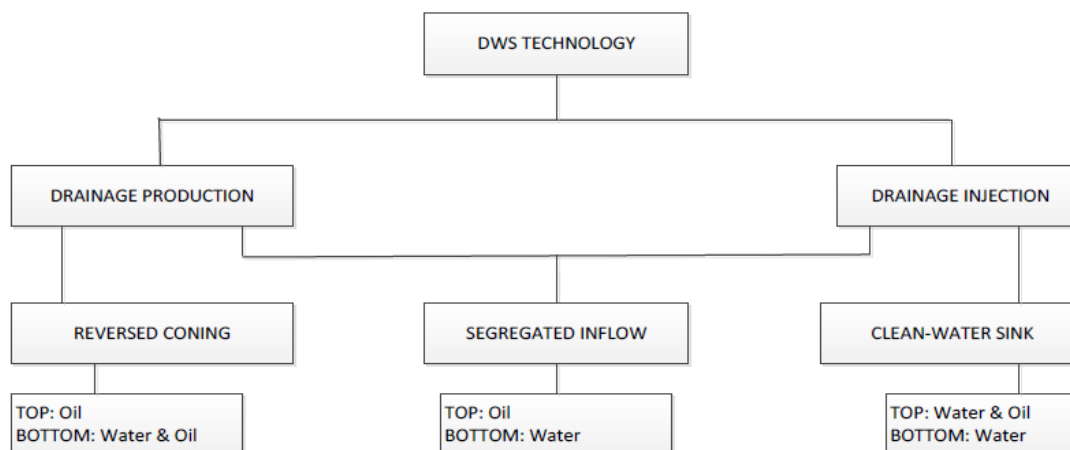 DWS TECHNOLOGY
DRAINAGE PRODUCTION
DRAINAGE INJECTION
REVERSED CONING
SEGREGATED INFLOW
CLEAN-WATER SINK
TOP: Oil
BOTTOM: Water & Oil
TOP: Oil
BOTTOM: Water
TOP: Water & Oil
BOTTOM: Water